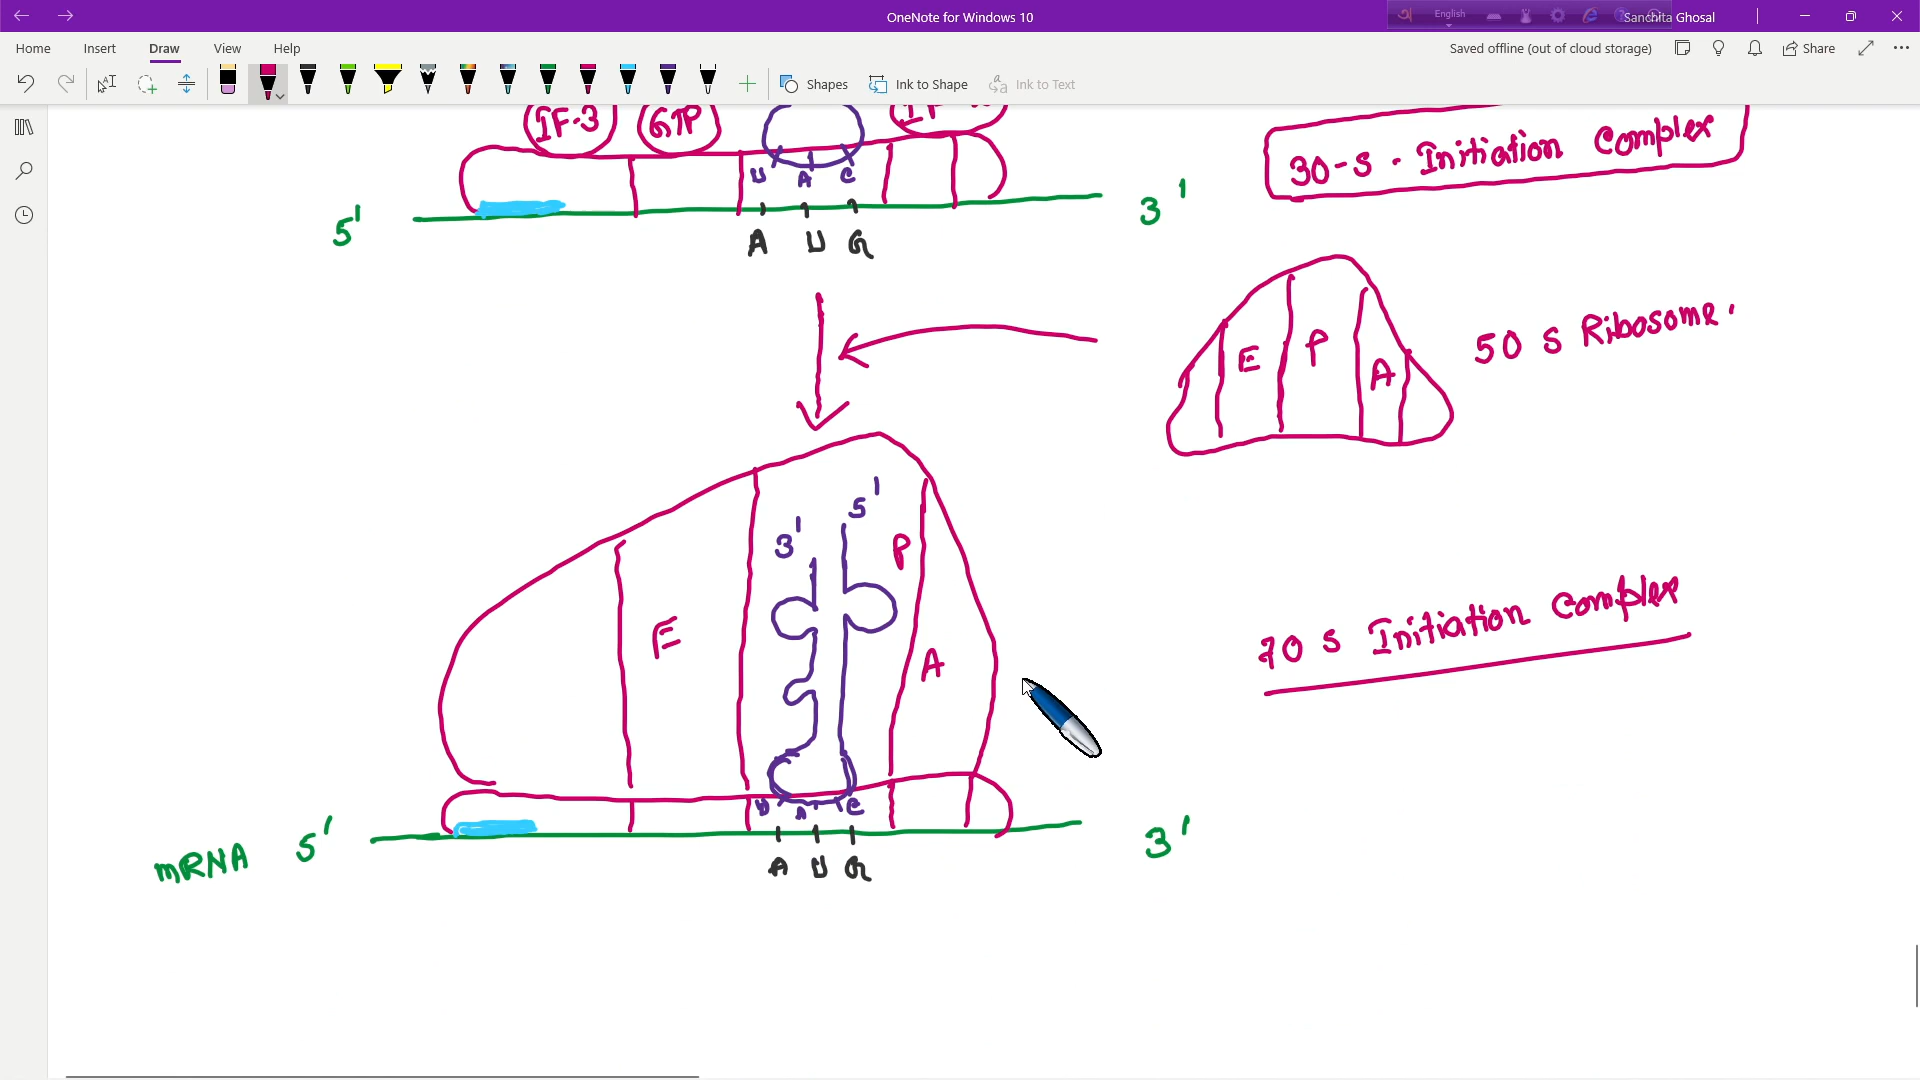 OneNote for Windows 10
English
Sanchita Ghosal
Home Insert Draw View Help
Saved offline (out of cloud storage)
Share
Shapes
Ink to Shape
Ink to Text
IF-3
GTP
30-S - Initiation Complex
U A C
5'
3'
A U G
E P A
50 S Ribosome
5'
3'
P
E
A
70 S Initiation Complex
U A C
mRNA 5'
3'
A U G